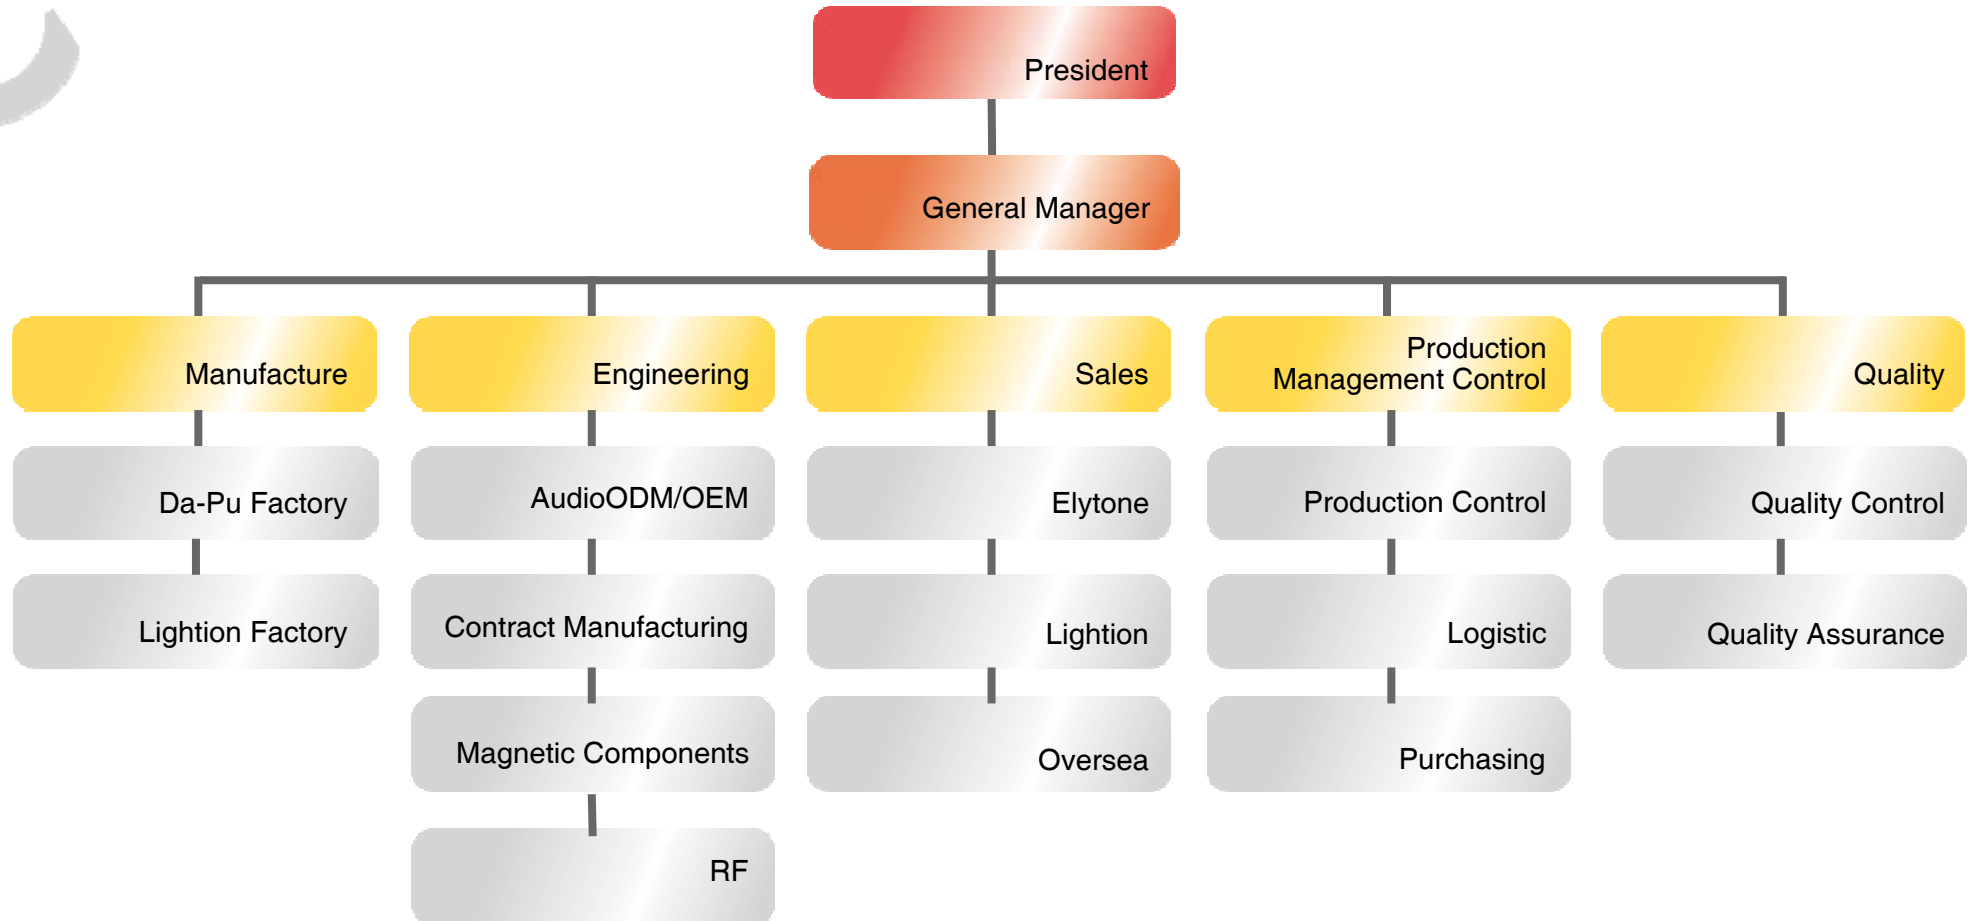 President
General Manager
Manufacture
Engineering
Sales
Production
Management Control
Quality
Da-Pu Factory
AudioODM/OEM
Elytone
Production Control
Quality Control
Lightion Factory
Contract Manufacturing
Lightion
Logistic
Quality Assurance
Magnetic Components
Oversea
Purchasing
RF